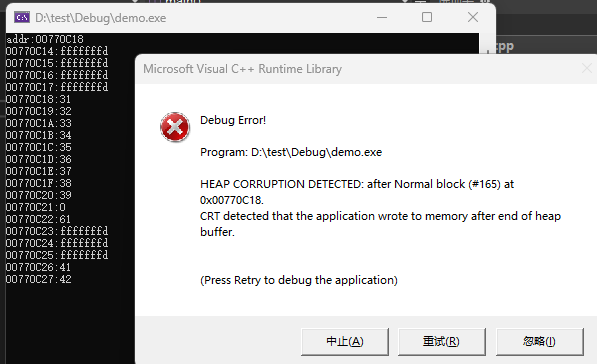 main()
cpp
D:\test\Debug\demo.exe
addr:00770C18
00770C14:fffffffd
00770C15:fffffffd
00770C16:fffffffd
00770C17:fffffffd
00770C18:31
00770C19:32
00770C1A:33
00770C1B:34
00770C1C:35
00770C1D:36
00770C1E:37
00770C1F:38
00770C20:39
00770C21:0
00770C22:61
00770C23:fffffffd
00770C24:fffffffd
00770C25:fffffffd
00770C26:41
00770C27:42
Microsoft Visual C++ Runtime Library
Debug Error!
Program: D:\test\Debug\demo.exe
HEAP CORRUPTION DETECTED: after Normal block (#165) at
0x00770C18.
CRT detected that the application wrote to memory after end of heap
buffer.
(Press Retry to debug the application)
中止(A)
重试(R)
忽略(I)